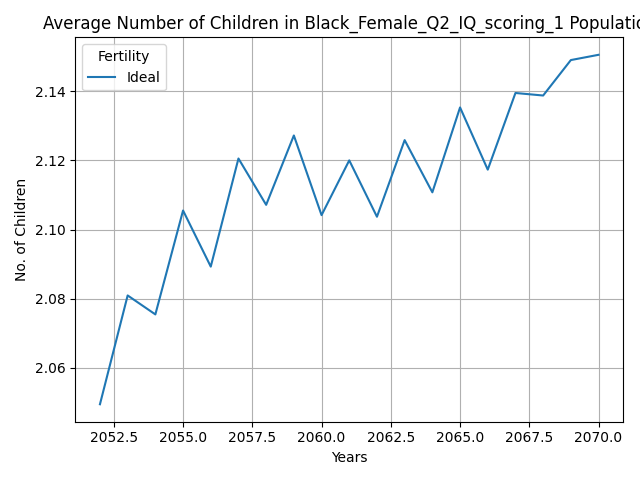 Average Number of Children in Black_Female_Q2_IQ_scoring_1 Populatio
Fertility
Ideal
No. of Children
2.14
2.12
2.10
2.08
2.06
2052.5 2055.0 2057.5 2060.0 2062.5 2065.0 2067.5 2070.0
Years